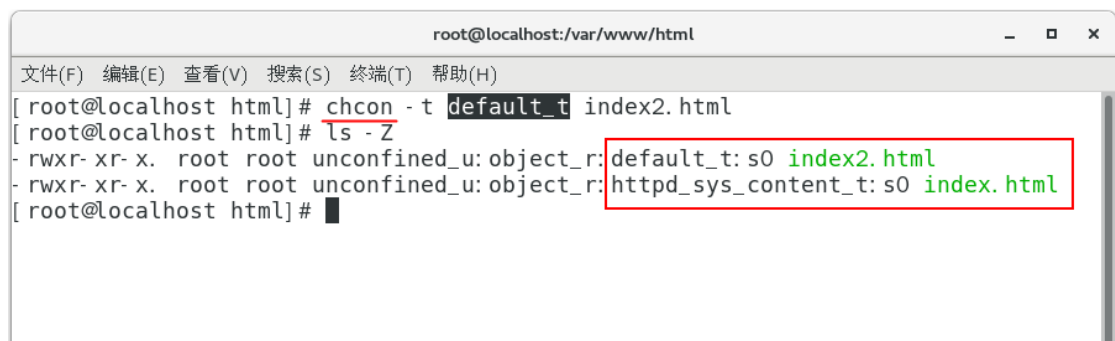 root@localhost:/var/www/html
文件(F) 编辑(E) 查看(V) 搜索(S) 终端(T) 帮助(H)
[root@localhost html]# chcon -t default_t index2.html
[root@localhost html]# ls -Z
-rwxr-xr-x. root root unconfined_u:object_r:default_t:s0 index2.html
-rwxr-xr-x. root root unconfined_u:object_r:httpd_sys_content_t:s0 index.html
[root@localhost html]#